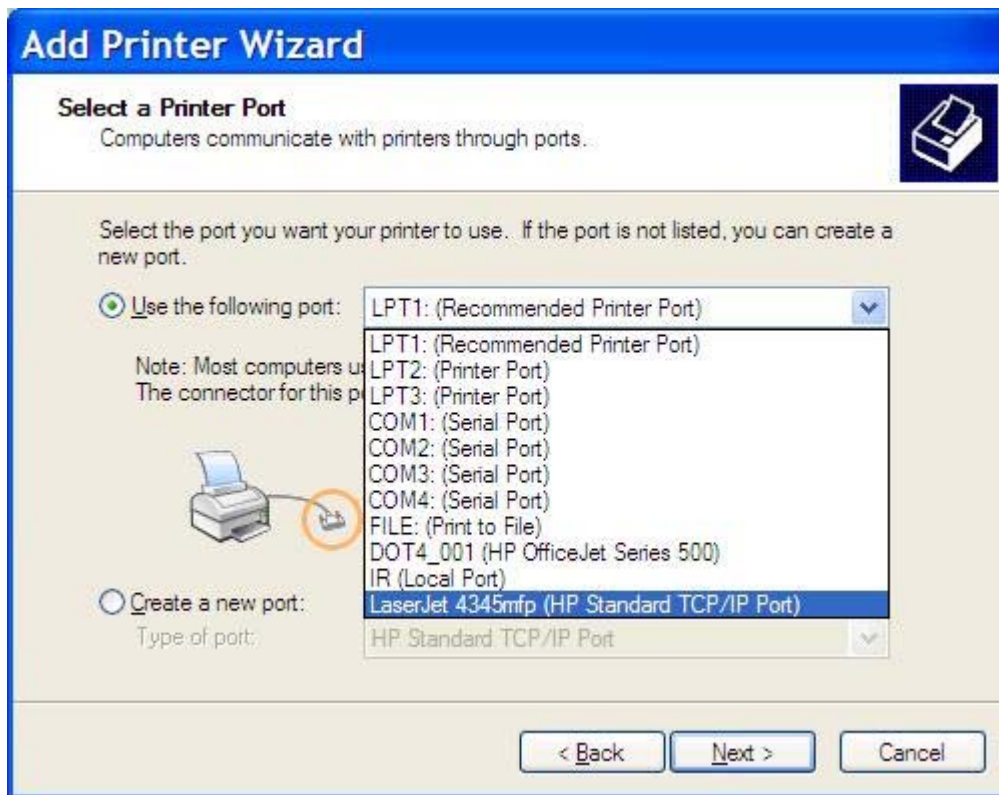 Add Printer Wizard
Select a Printer Port
Computers communicate with printers through ports.
Select the port you want your printer to use. If the port is not listed, you can create a
new port.
Use the following port:
LPT1: (Recommended Printer Port)
LPT1: (Recommended Printer Port)
LPT2: (Printer Port)
LPT3: (Printer Port)
COM1: (Serial Port)
COM2: (Serial Port)
COM3: (Serial Port)
COM4: (Serial Port)
FILE: (Print to File)
DOT4_001 (HP OfficeJet Series 500)
IR (Local Port)
LaserJet 4345mfp (HP Standard TCP/IP Port)
Note: Most computers
The connector for this
Create a new port:
Type of port:
HP Standard TCP/IP Port
< Back
Next >
Cancel